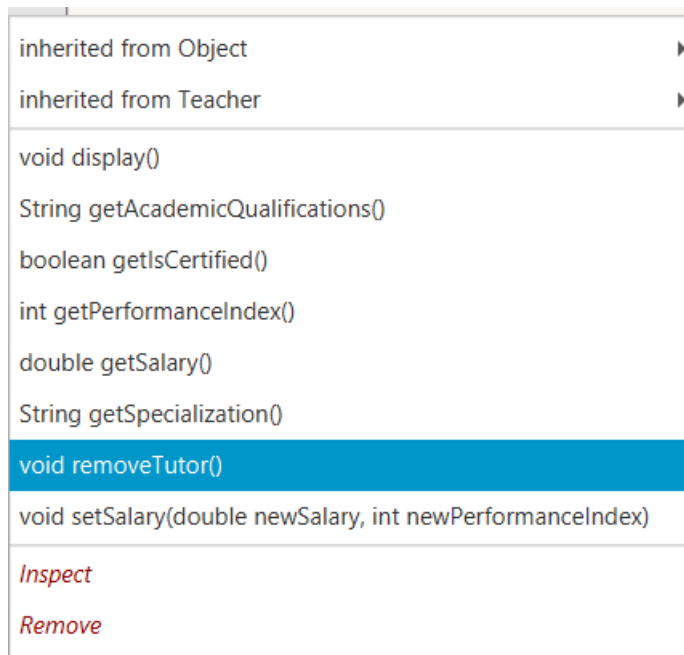 inherited from Object
inherited from Teacher
void display()
String getAcademicQualifications()
boolean getIsCertified()
int getPerformanceIndex()
double getSalary()
String getSpecialization()
void removeTutor()
void setSalary(double newSalary, int newPerformanceIndex)
Inspect
Remove